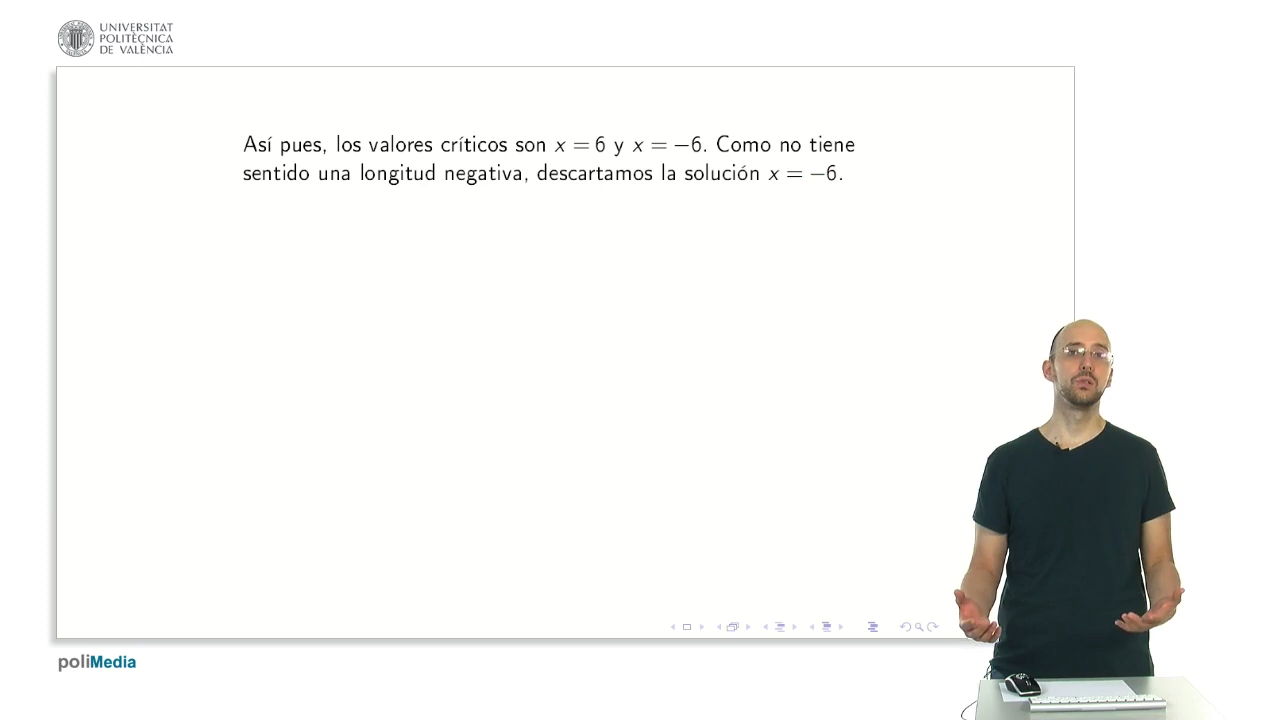 UNIVERSITAT
POLITÈCNICA
DE VALÈNCIA
Así pues, los valores críticos son x = 6 y x = −6. Como no tiene
sentido una longitud negativa, descartamos la solución x = −6.
poliMedia